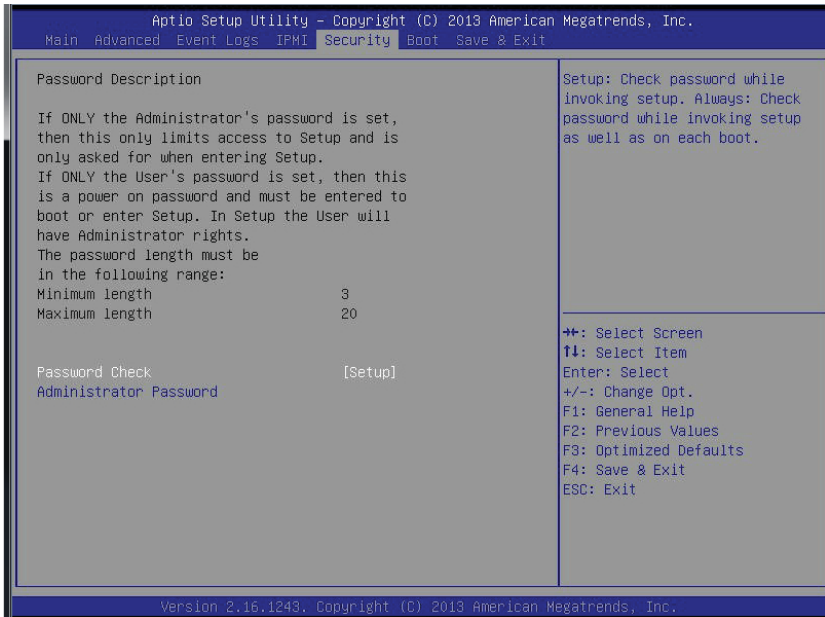 Aptio Setup Utility – Copyright (C) 2013 American Megatrends, Inc.
Main Advanced Event Logs IPMI Security Boot Save & Exit
Password Description
If ONLY the Administrator's password is set,
then this only limits access to Setup and is
only asked for when entering Setup.
If ONLY the User's password is set, then this
is a power on password and must be entered to
boot or enter Setup. In Setup the User will
have Administrator rights.
The password length must be
in the following range:
Minimum length 3
Maximum length 20
Password Check [Setup]
Administrator Password
Setup: Check password while
invoking setup. Always: Check
password while invoking setup
as well as on each boot.
→←: Select Screen
↑↓: Select Item
Enter: Select
+/-: Change Opt.
F1: General Help
F2: Previous Values
F3: Optimized Defaults
F4: Save & Exit
ESC: Exit
Version 2.16.1243. Copyright (C) 2013 American Megatrends, Inc.